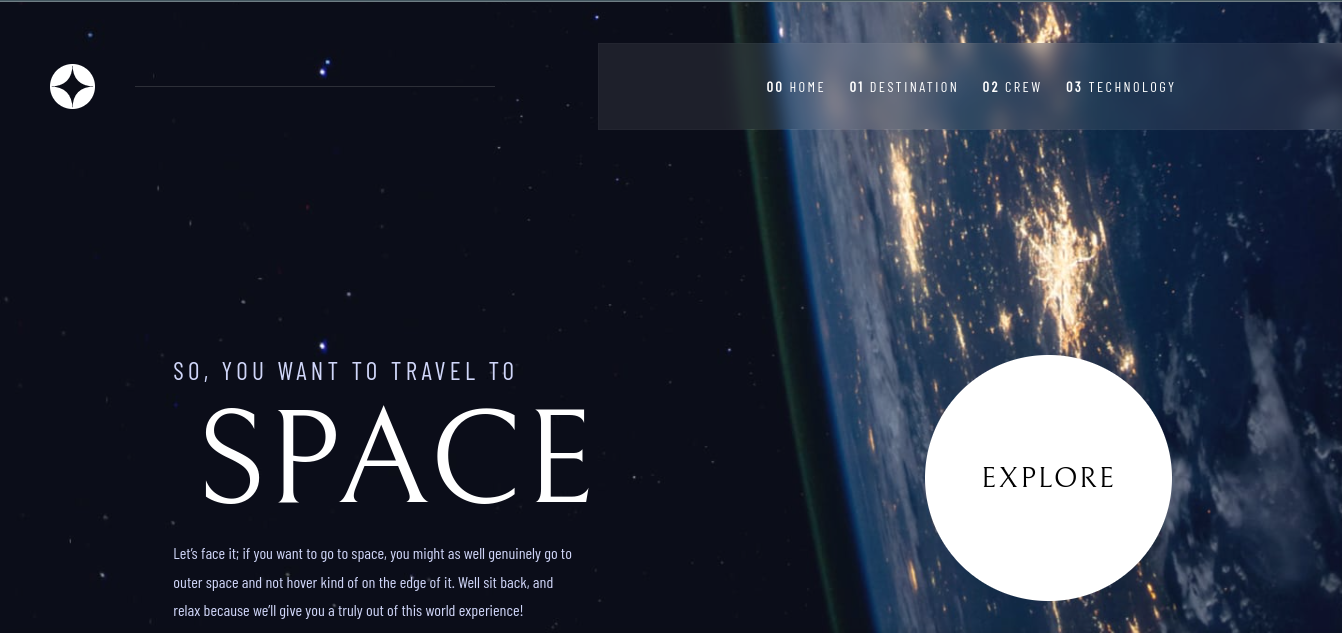 00 HOME 01 DESTINATION 02 CREW 03 TECHNOLOGY
SO, YOU WANT TO TRAVEL TO
SPACE
EXPLORE
Let’s face it; if you want to go to space, you might as well genuinely go to
outer space and not hover kind of on the edge of it. Well sit back, and
relax because we’ll give you a truly out of this world experience!